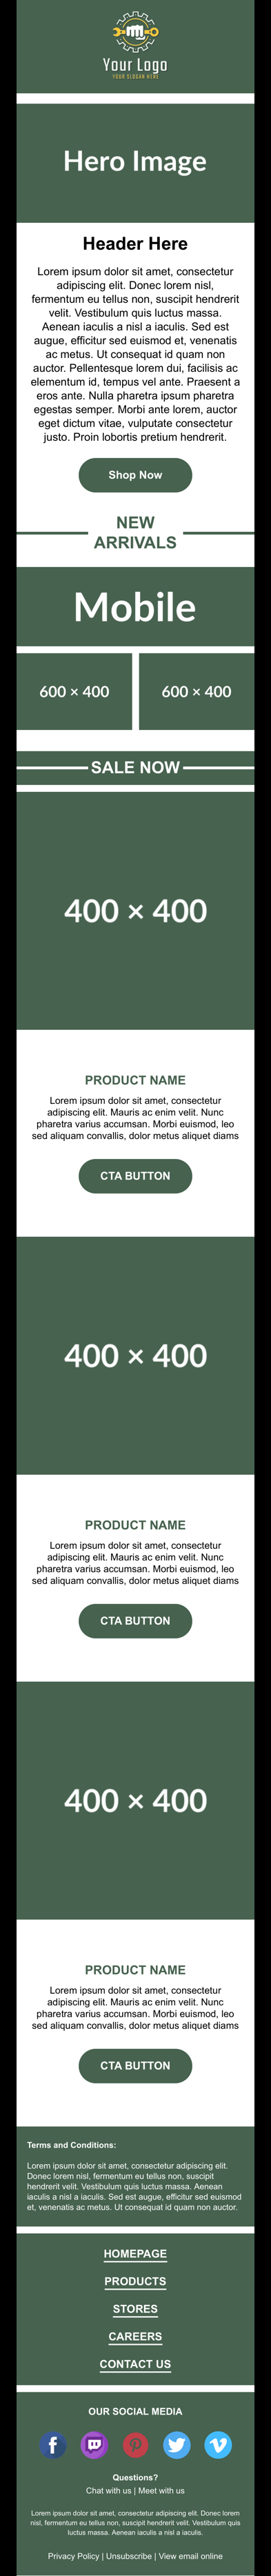 Your Logo
YOUR SLOGAN HERE
Hero Image
Header Here
Lorem ipsum dolor sit amet, consectetur
adipiscing elit. Donec lorem nisl,
fermentum eu tellus non, suscipit hendrerit
velit. Vestibulum quis luctus massa.
Aenean iaculis a nisl a iaculis. Sed est
augue, efficitur sed euismod et, venenatis
ac metus. Ut consequat id quam non
auctor. Pellentesque lorem dui, facilisis ac
elementum id, tempus vel ante. Praesent a
eros ante. Nulla pharetra ipsum pharetra
egestas semper. Morbi ante lorem, auctor
eget dictum vitae, vulputate consectetur
justo. Proin lobortis pretium hendrerit.
Shop Now
NEW
ARRIVALS
Mobile
600 × 400
600 × 400
SALE NOW
400 × 400
PRODUCT NAME
Lorem ipsum dolor sit amet, consectetur
adipiscing elit. Mauris ac enim velit. Nunc
pharetra varius accumsan. Morbi euismod, leo
sed aliquam convallis, dolor metus aliquet diams
CTA BUTTON
400 × 400
PRODUCT NAME
Lorem ipsum dolor sit amet, consectetur
adipiscing elit. Mauris ac enim velit. Nunc
pharetra varius accumsan. Morbi euismod, leo
sed aliquam convallis, dolor metus aliquet diams
CTA BUTTON
400 × 400
PRODUCT NAME
Lorem ipsum dolor sit amet, consectetur
adipiscing elit. Mauris ac enim velit. Nunc
pharetra varius accumsan. Morbi euismod, leo
sed aliquam convallis, dolor metus aliquet diams
CTA BUTTON
Terms and Conditions:
Lorem ipsum dolor sit amet, consectetur adipiscing elit.
Donec lorem nisl, fermentum eu tellus non, suscipit
hendrerit velit. Vestibulum quis luctus massa. Aenean
iaculis a nisl a iaculis. Sed est augue, efficitur sed euismod
et, venenatis ac metus. Ut consequat id quam non auctor.
HOMEPAGE
PRODUCTS
STORES
CAREERS
CONTACT US
OUR SOCIAL MEDIA
Questions?
Chat with us | Meet with us
Lorem ipsum dolor sit amet, consectetur adipiscing elit. Donec lorem
nisl, fermentum eu tellus non, suscipit hendrerit velit. Vestibulum quis
luctus massa. Aenean iaculis a nisl a iaculis.
Privacy Policy | Unsubscribe | View email online